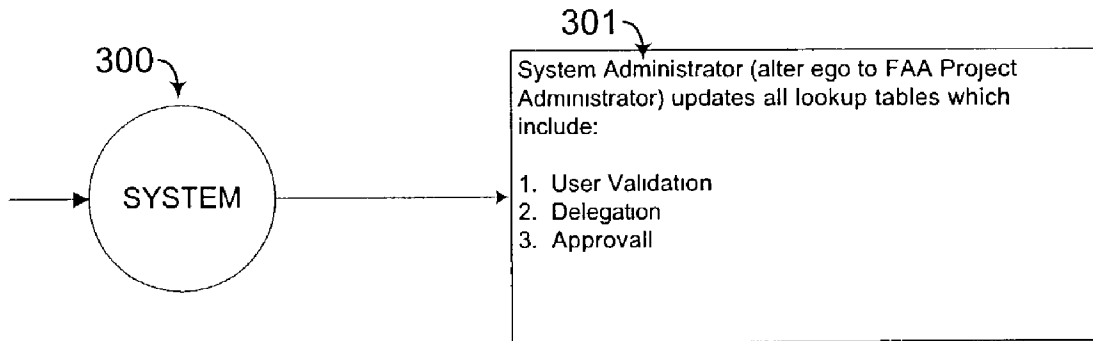 301
300
System Administrator (alter ego to FAA Project
Administrator) updates all lookup tables which
include:
SYSTEM
1. User Validation
2. Delegation
3. Approvall